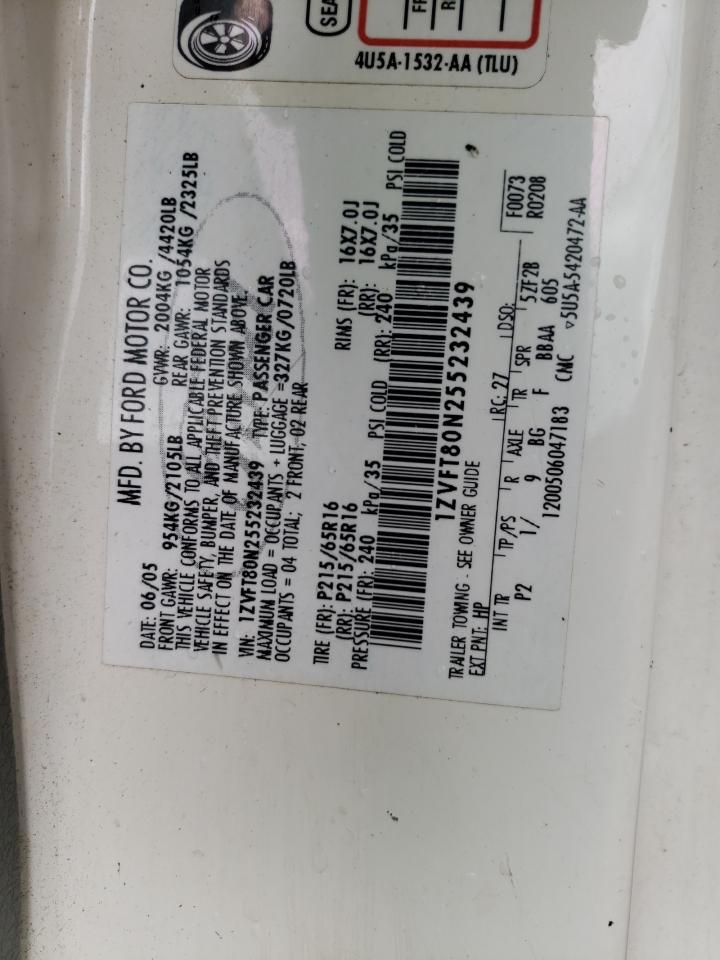 SEA
4U5A-1532-AA (TLU)
MFD. BY FORD MOTOR CO.
DATE: 06/05 GVWR: 2004KG /4420LB
FRONT GAWR: 954KG/2105LB REAR GAWR: 1054KG /2325LB
THIS VEHICLE CONFORMS TO ALL APPLICABLE FEDERAL MOTOR
VEHICLE SAFETY, BUMPER, AND THEFT PREVENTION STANDARDS
IN EFFECT ON THE DATE OF MANUFACTURE SHOWN ABOVE.
VIN: 1ZVFT80N255232439 TYPE: PASSENGER CAR
MAXIMUM LOAD = OCCUPANTS + LUGGAGE =327KG/0720LB
OCCUPANTS = 04 TOTAL; 2 FRONT, 02 REAR
TIRE (FR): P215/65R16 RIMS (FR): 16X7.0J
(RR): P215/65R16 (RR): 16X7.0J
PRESSURE (FR): 240 kPa/35 PSI COLD (RR): 240 kPa/35 PSI COLD
1ZVFT80N255232439
TRAILER TOWING - SEE OWNER GUIDE
EXT PNT: HP RC: 27 DSO: F0073
INT TR TP/PS R AXLE TR SPR 5ZF2B R0208
P2 1/ 9 BG F BBAA 605
1200506047183 CMC ▽5U5A-5420472-AA